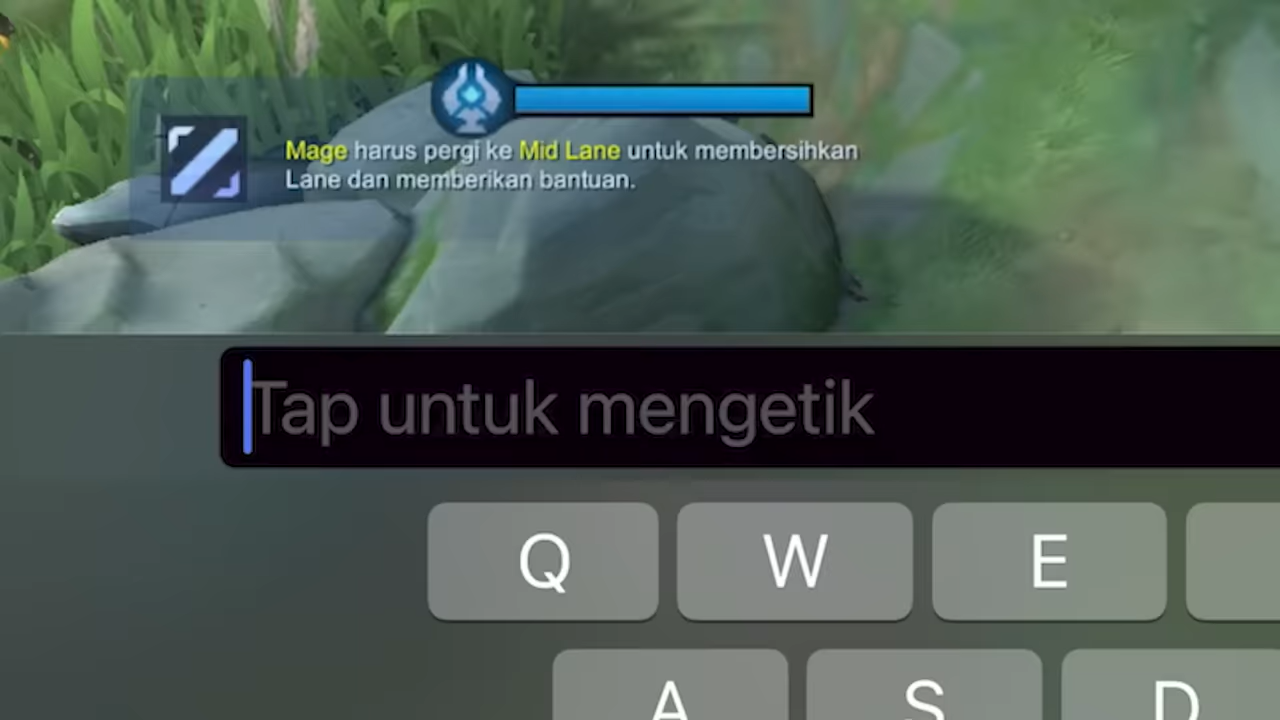 Mage harus pergi ke Mid Lane untuk membersihkan
Lane dan memberikan bantuan.
Tap untuk mengetik
Q W E
A S D